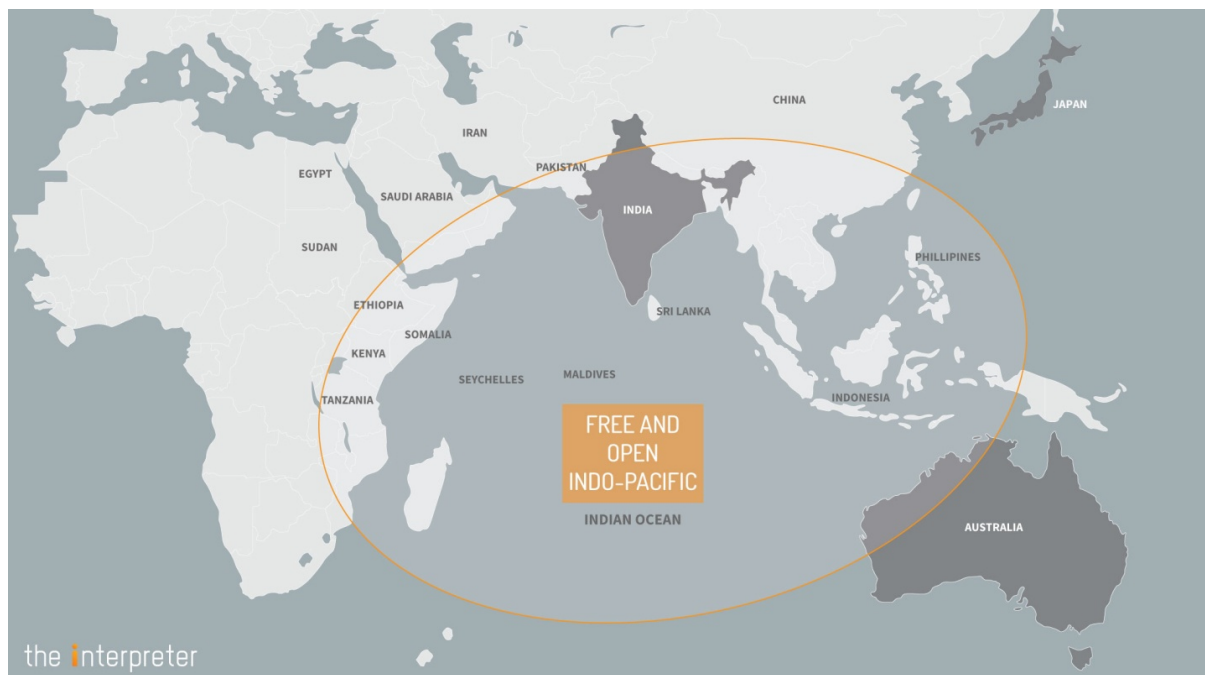 CHINA
JAPAN
IRAN
PAKISTAN
EGYPT
SAUDI ARABIA
INDIA
SUDAN
PHILLIPINES
ETHIOPIA
SRI LANKA
SOMALIA
KENYA
SEYCHELLES
MALDIVES
TANZANIA
INDONESIA
FREE AND
OPEN
INDO-PACIFIC
INDIAN OCEAN
AUSTRALIA
the interpreter